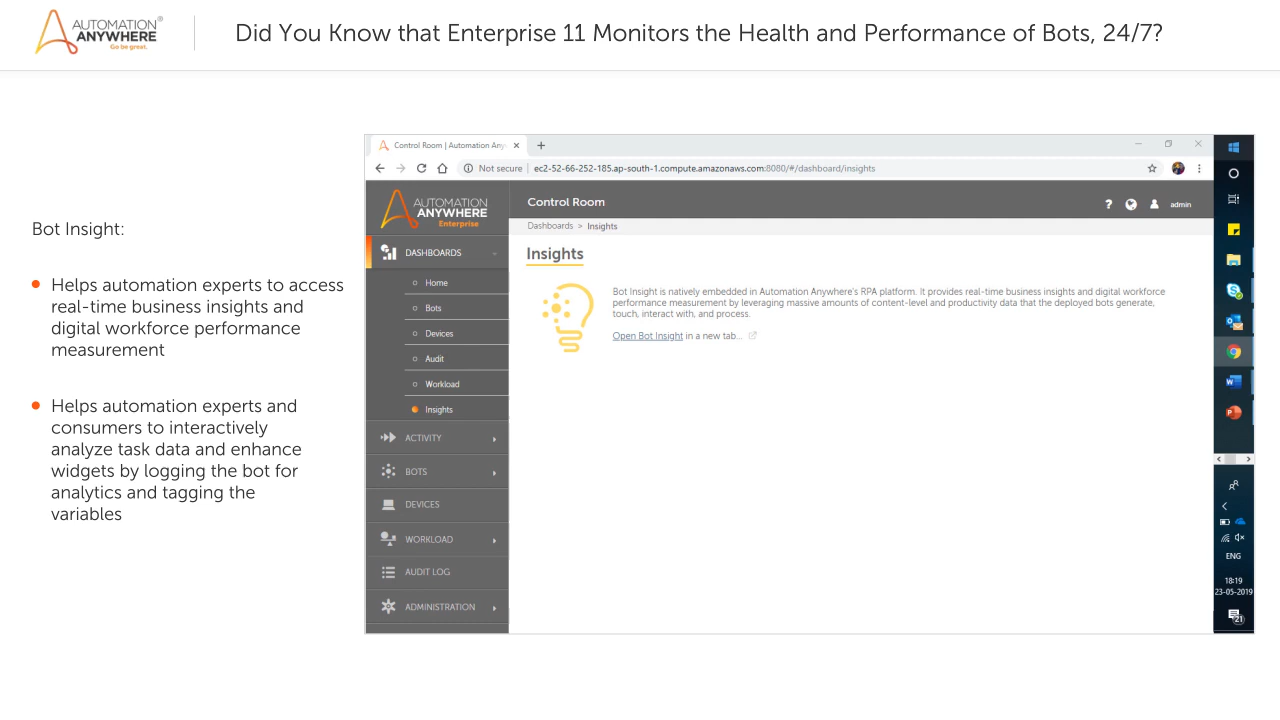 AUTOMATION ANYWHERE®
Go be great.
Did You Know that Enterprise 11 Monitors the Health and Performance of Bots, 24/7?
Bot Insight:
Helps automation experts to access
real-time business insights and
digital workforce performance
measurement
Helps automation experts and
consumers to interactively
analyze task data and enhance
widgets by logging the bot for
analytics and tagging the
variables
Control Room | Automation Any
Not secure | ec2-52-66-252-185.ap-south-1.compute.amazonaws.com:8080/#/dashboard/insights
AUTOMATION
ANYWHERE
Enterprise
Control Room
? admin
Dashboards > Insights
DASHBOARDS
Home
Bots
Devices
Audit
Workload
Insights
ACTIVITY
BOTS
DEVICES
WORKLOAD
AUDIT LOG
ADMINISTRATION
Insights
Bot Insight is natively embedded in Automation Anywhere's RPA platform. It provides real-time business insights and digital workforce
performance measurement by leveraging massive amounts of content-level and productivity data that the deployed bots generate,
touch, interact with, and process.
Open Bot Insight in a new tab...
ENG
18:19
23-05-2019
21